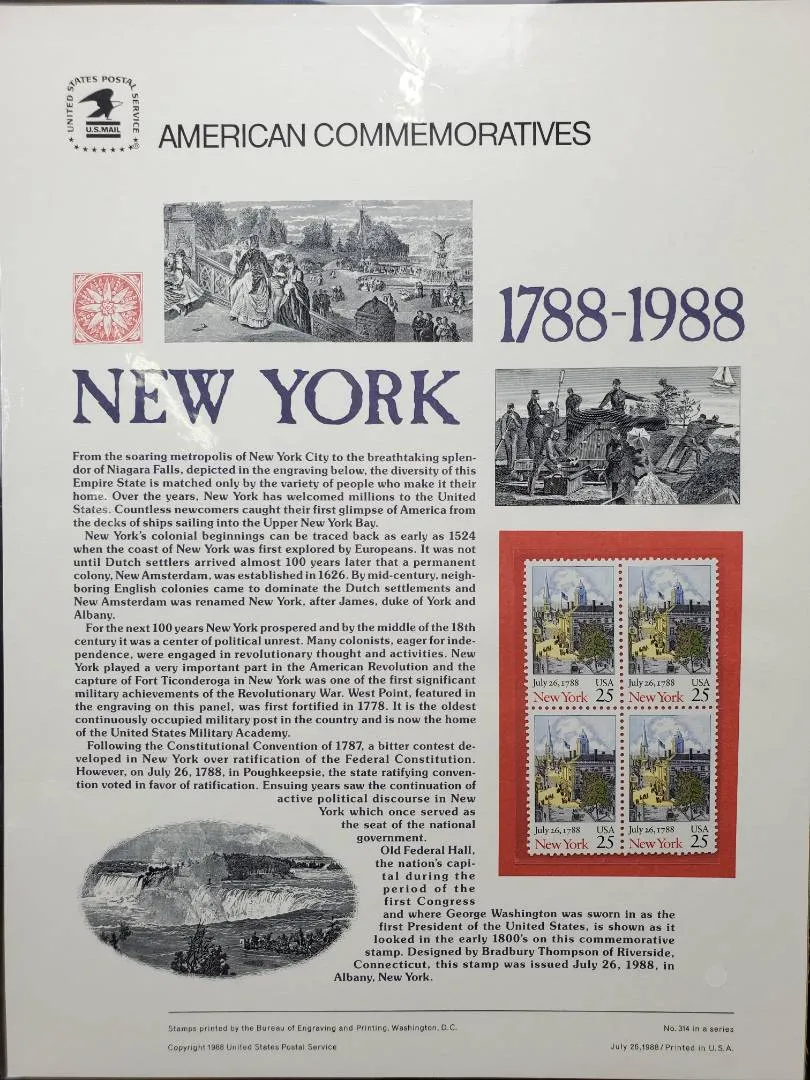 UNITED STATES POSTAL SERVICE
U.S. MAIL
AMERICAN COMMEMORATIVES
1788-1988
NEW YORK
From the soaring metropolis of New York City to the breathtaking splen-
dor of Niagara Falls, depicted in the engraving below, the diversity of this
Empire State is matched only by the variety of people who make it their
home. Over the years, New York has welcomed millions to the United
States. Countless newcomers caught their first glimpse of America from
the decks of ships sailing into the Upper New York Bay.
New York's colonial beginnings can be traced back as early as 1524
when the coast of New York was first explored by Europeans. It was not
until Dutch settlers arrived almost 100 years later that a permanent
colony, New Amsterdam, was established in 1626. By mid-century, neigh-
boring English colonies came to dominate the Dutch settlements and
New Amsterdam was renamed New York, after James, duke of York and
Albany.
For the next 100 years New York prospered and by the middle of the 18th
century it was a center of political unrest. Many colonists, eager for inde-
pendence, were engaged in revolutionary thought and activities. New
York played a very important part in the American Revolution and the
capture of Fort Ticonderoga in New York was one of the first significant
military achievements of the Revolutionary War. West Point, featured in
the engraving on this panel, was first fortified in 1778. It is the oldest
continuously occupied military post in the country and is now the home
of the United States Military Academy.
Following the Constitutional Convention of 1787, a bitter contest de-
veloped in New York over ratification of the Federal Constitution.
However, on July 26, 1788, in Poughkeepsie, the state ratifying conven-
tion voted in favor of ratification. Ensuing years saw the continuation of
active political discourse in New
York which once served as
the seat of the national
government.
Old Federal Hall,
the nation's capi-
tal during the
period of the
first Congress
and where George Washington was sworn in as the
first President of the United States, is shown as it
looked in the early 1800's on this commemorative
stamp. Designed by Bradbury Thompson of Riverside,
Connecticut, this stamp was issued July 26, 1988, in
Albany, New York.
July 26, 1788 USA
New York 25
July 26, 1788 USA
New York 25
July 26, 1788 USA
New York 25
July 26, 1788 USA
New York 25
Stamps printed by the Bureau of Engraving and Printing, Washington, D.C.
No. 314 in a series
Copyright 1988 United States Postal Service
July 26, 1988/Printed in U.S.A.